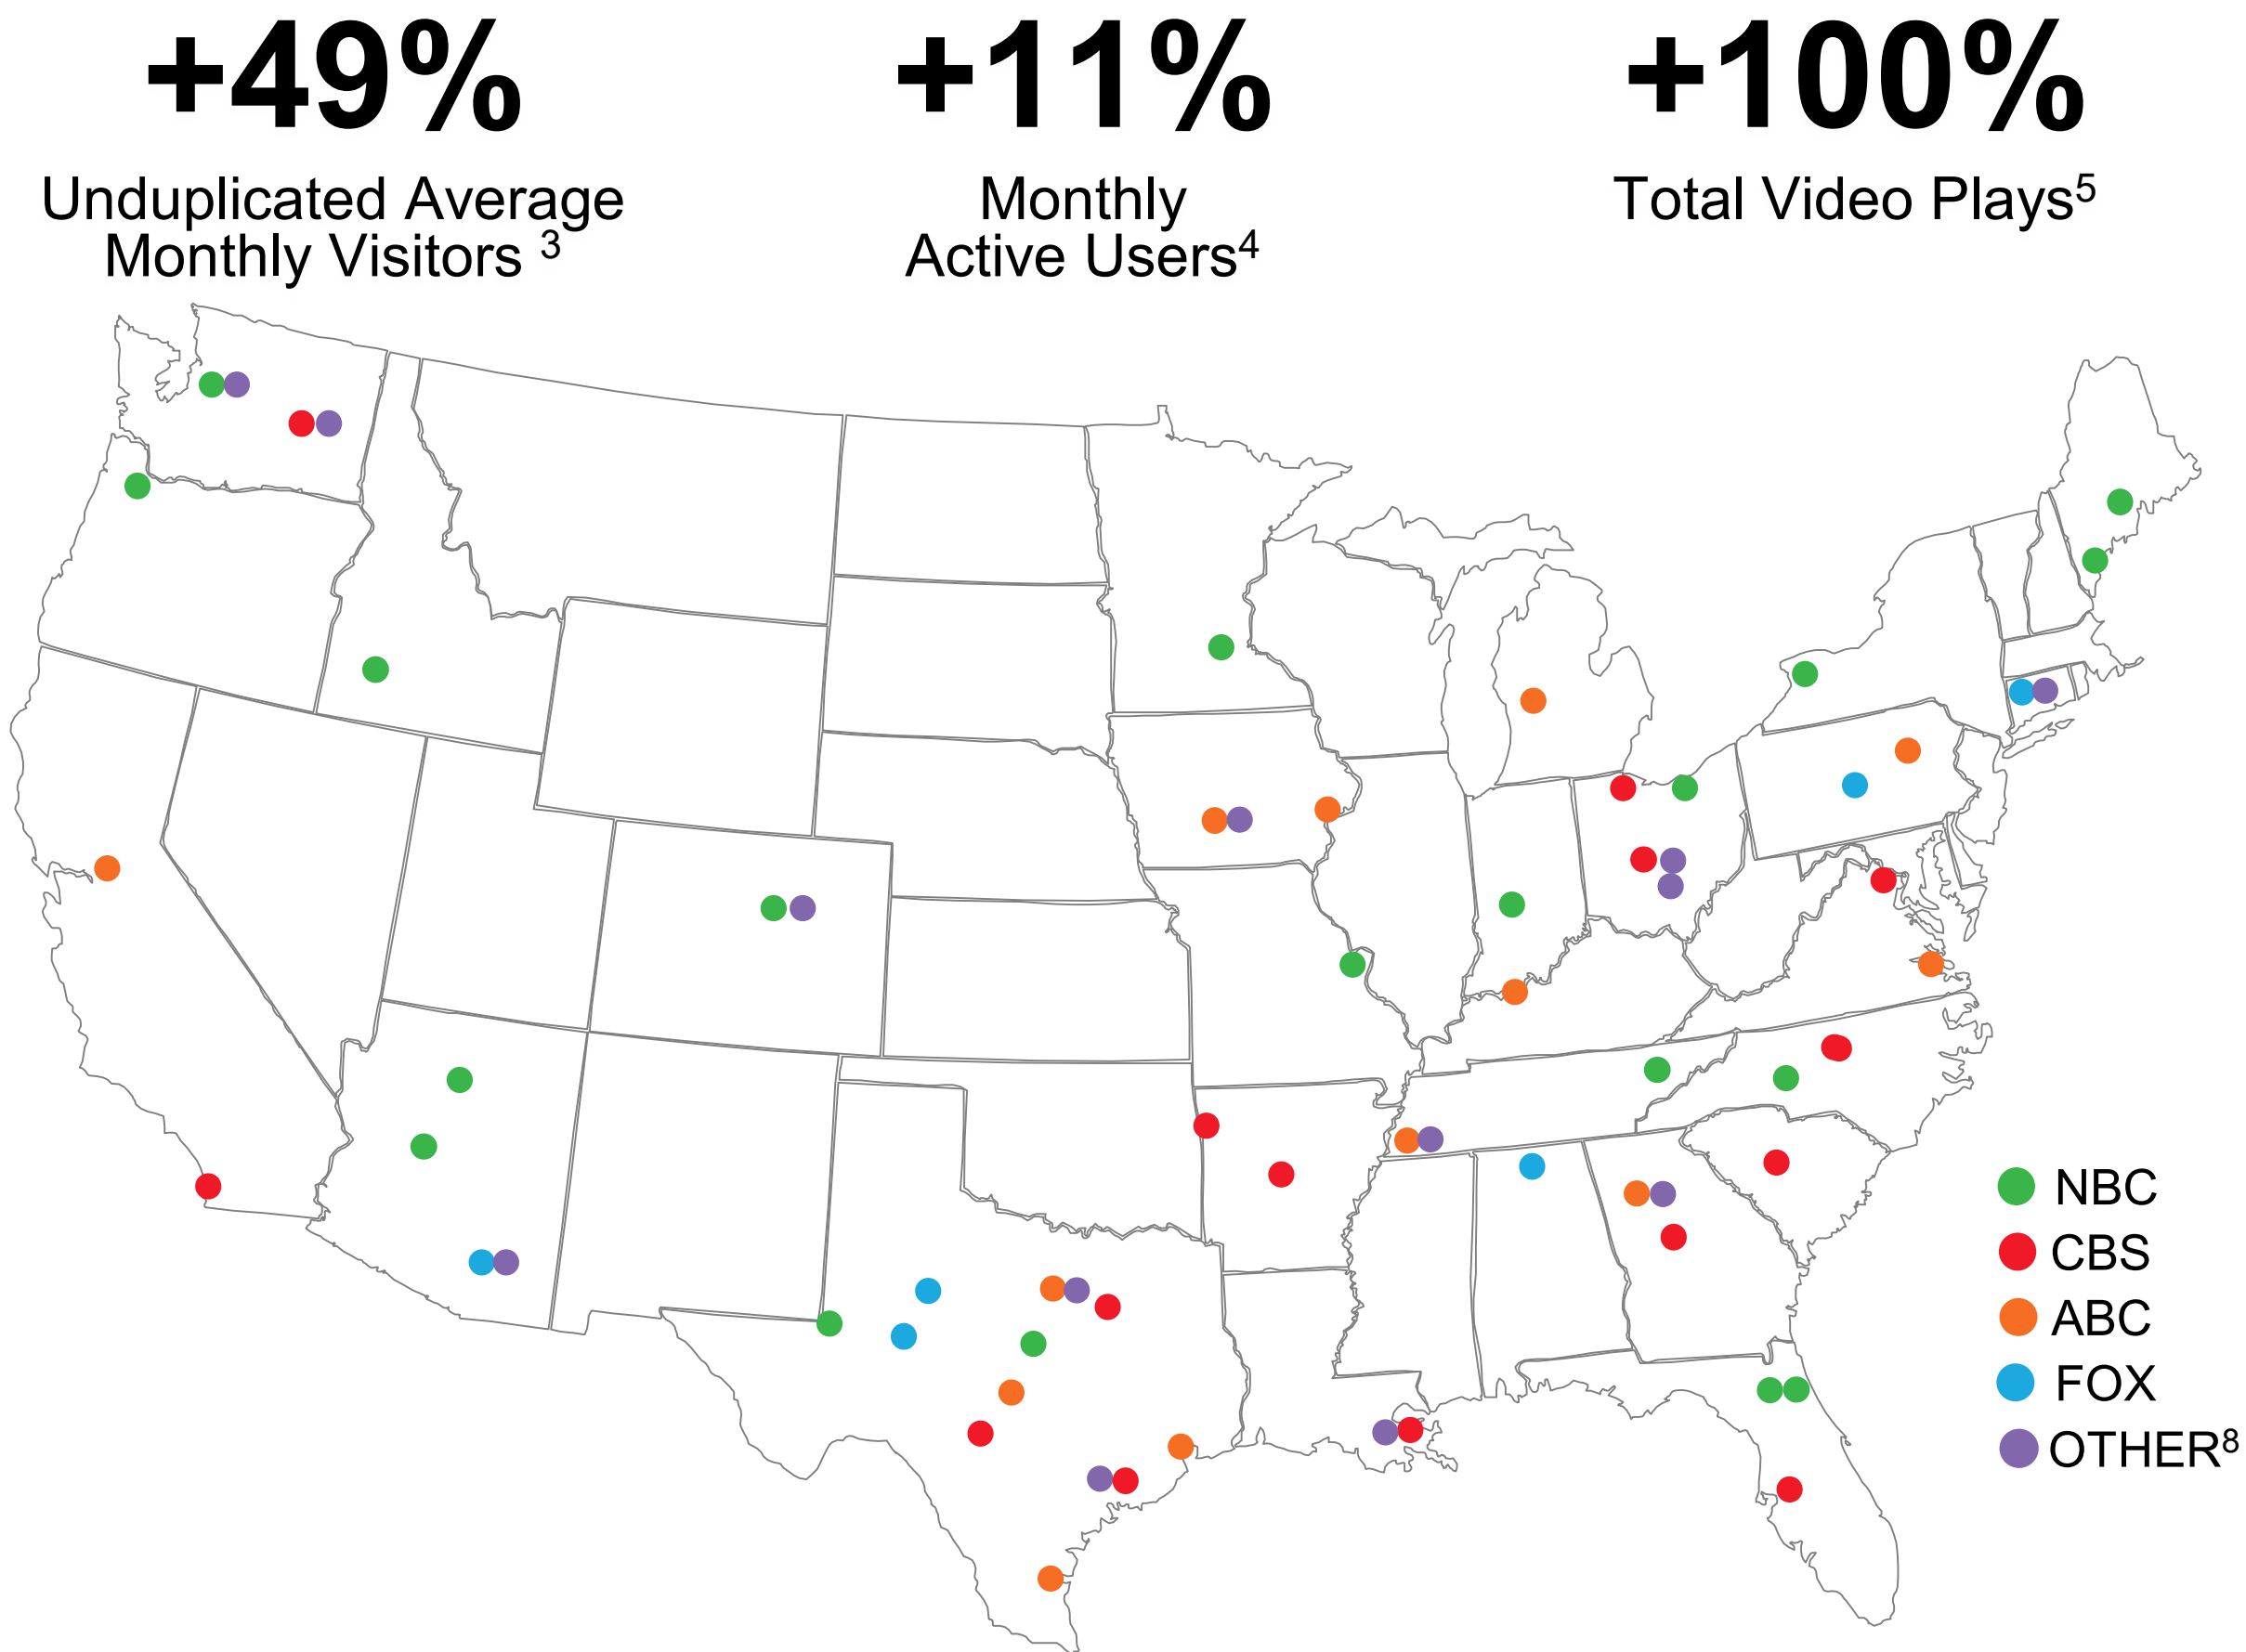 +49%
Unduplicated Average
Monthly Visitors 3
+11%
Monthly
Active Users4
+100%
Total Video Plays5
NBC
CBS
ABC
FOX
OTHER8